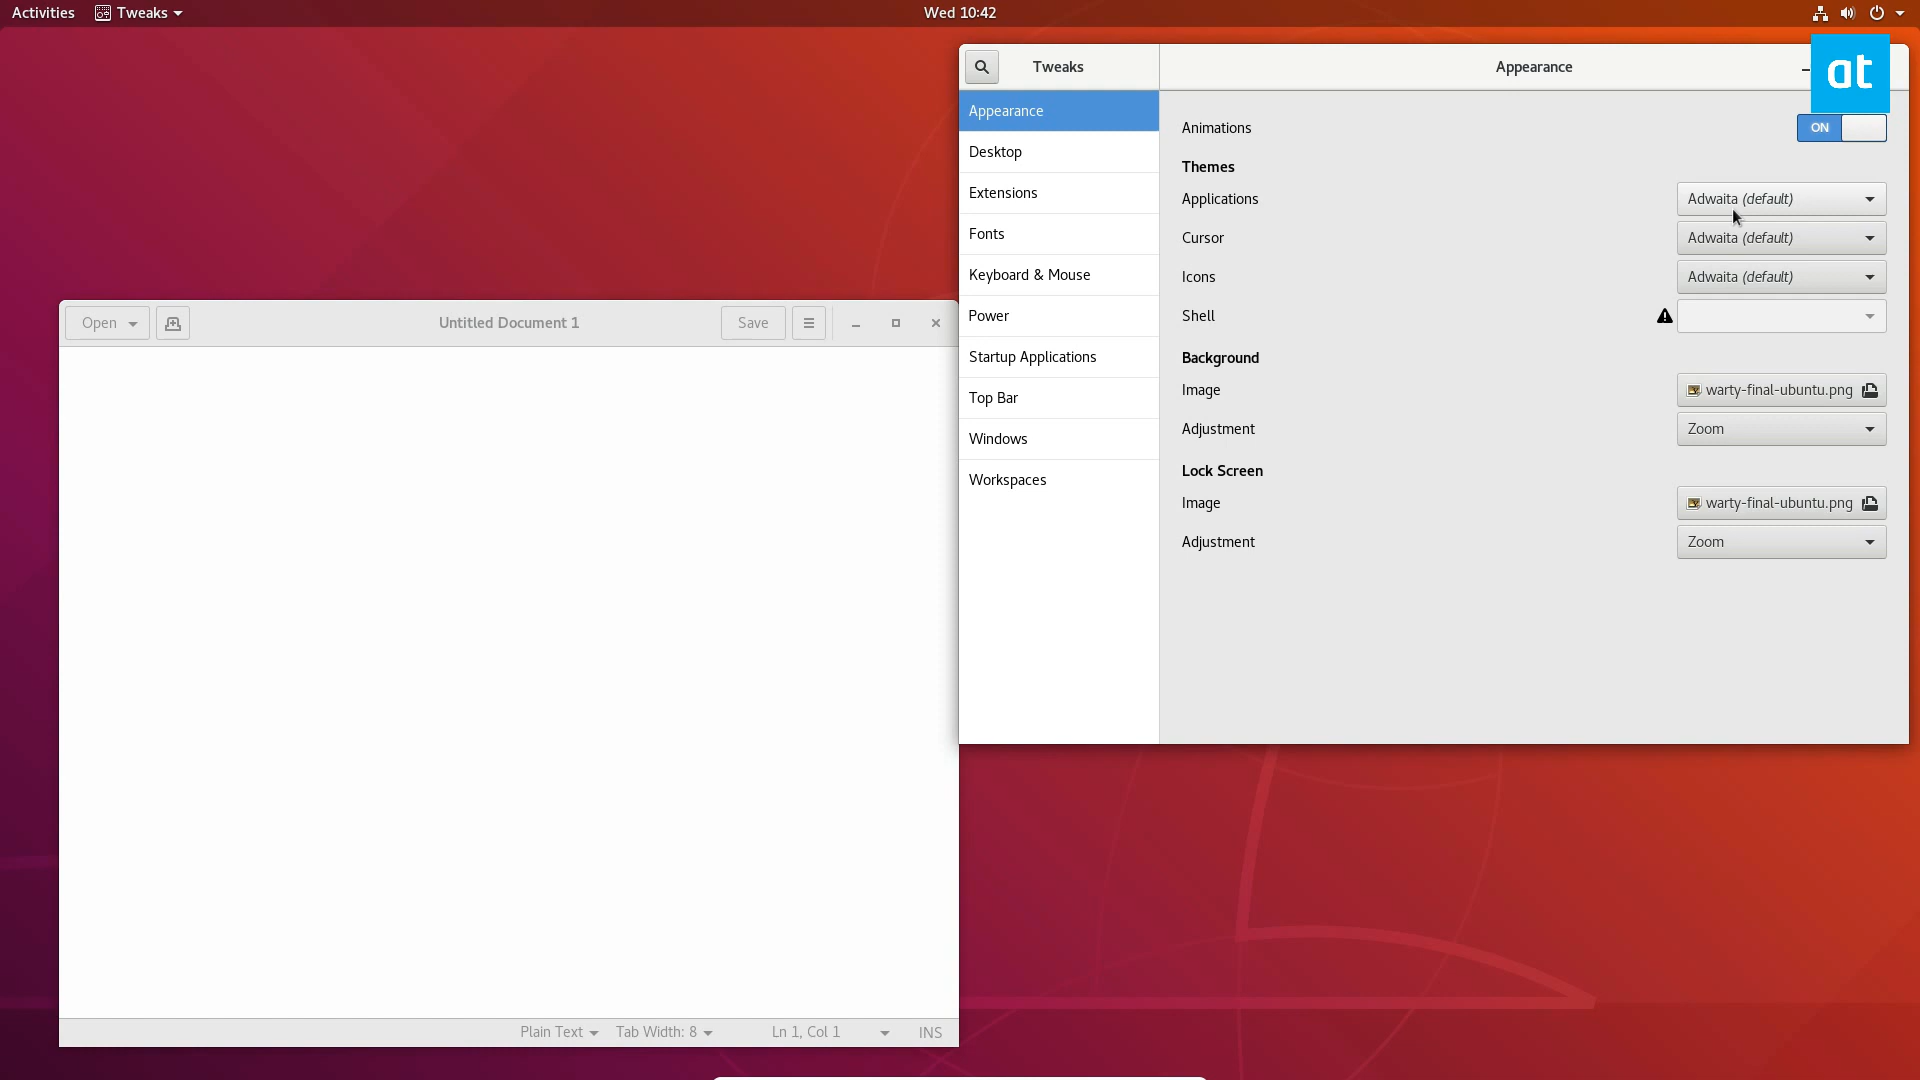 Activities Tweaks Wed 10:42
Tweaks Appearance
at
Appearance
Desktop
Extensions
Fonts
Keyboard & Mouse
Power
Startup Applications
Top Bar
Windows
Workspaces
Animations ON
Themes
Applications Adwaita (default)
Cursor Adwaita (default)
Icons Adwaita (default)
Shell
Background
Image warty-final-ubuntu.png
Adjustment Zoom
Lock Screen
Image warty-final-ubuntu.png
Adjustment Zoom
Open Untitled Document 1 Save
Plain Text Tab Width: 8 Ln 1, Col 1 INS